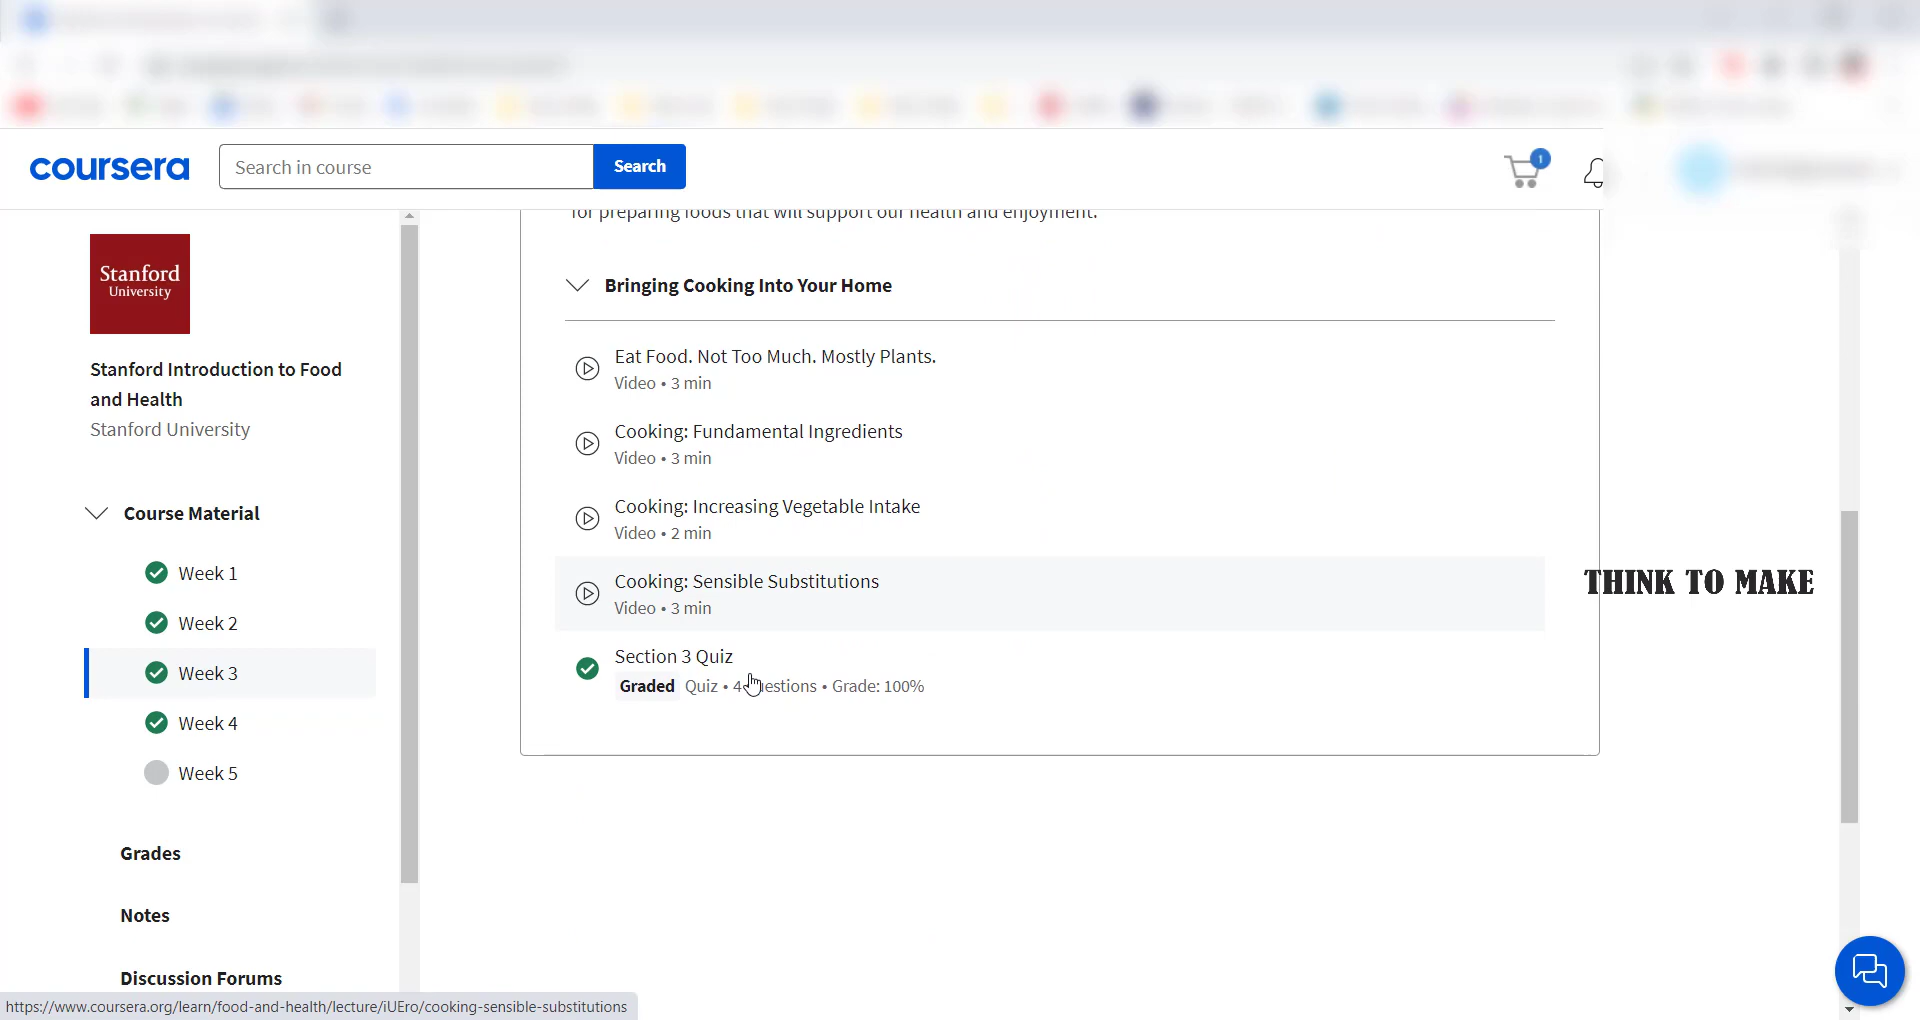 coursera
Search in course
Search
1
for preparing foods that will support our health and enjoyment.
Stanford
University
Stanford Introduction to Food
and Health
Stanford University
Course Material
Week 1
Week 2
Week 3
Week 4
Week 5
Grades
Notes
Discussion Forums
Bringing Cooking Into Your Home
Eat Food. Not Too Much. Mostly Plants.
Video • 3 min
Cooking: Fundamental Ingredients
Video • 3 min
Cooking: Increasing Vegetable Intake
Video • 2 min
Cooking: Sensible Substitutions
Video • 3 min
Section 3 Quiz
Graded Quiz • 4 Questions • Grade: 100%
THINK TO MAKE
https://www.coursera.org/learn/food-and-health/lecture/iUEro/cooking-sensible-substitutions